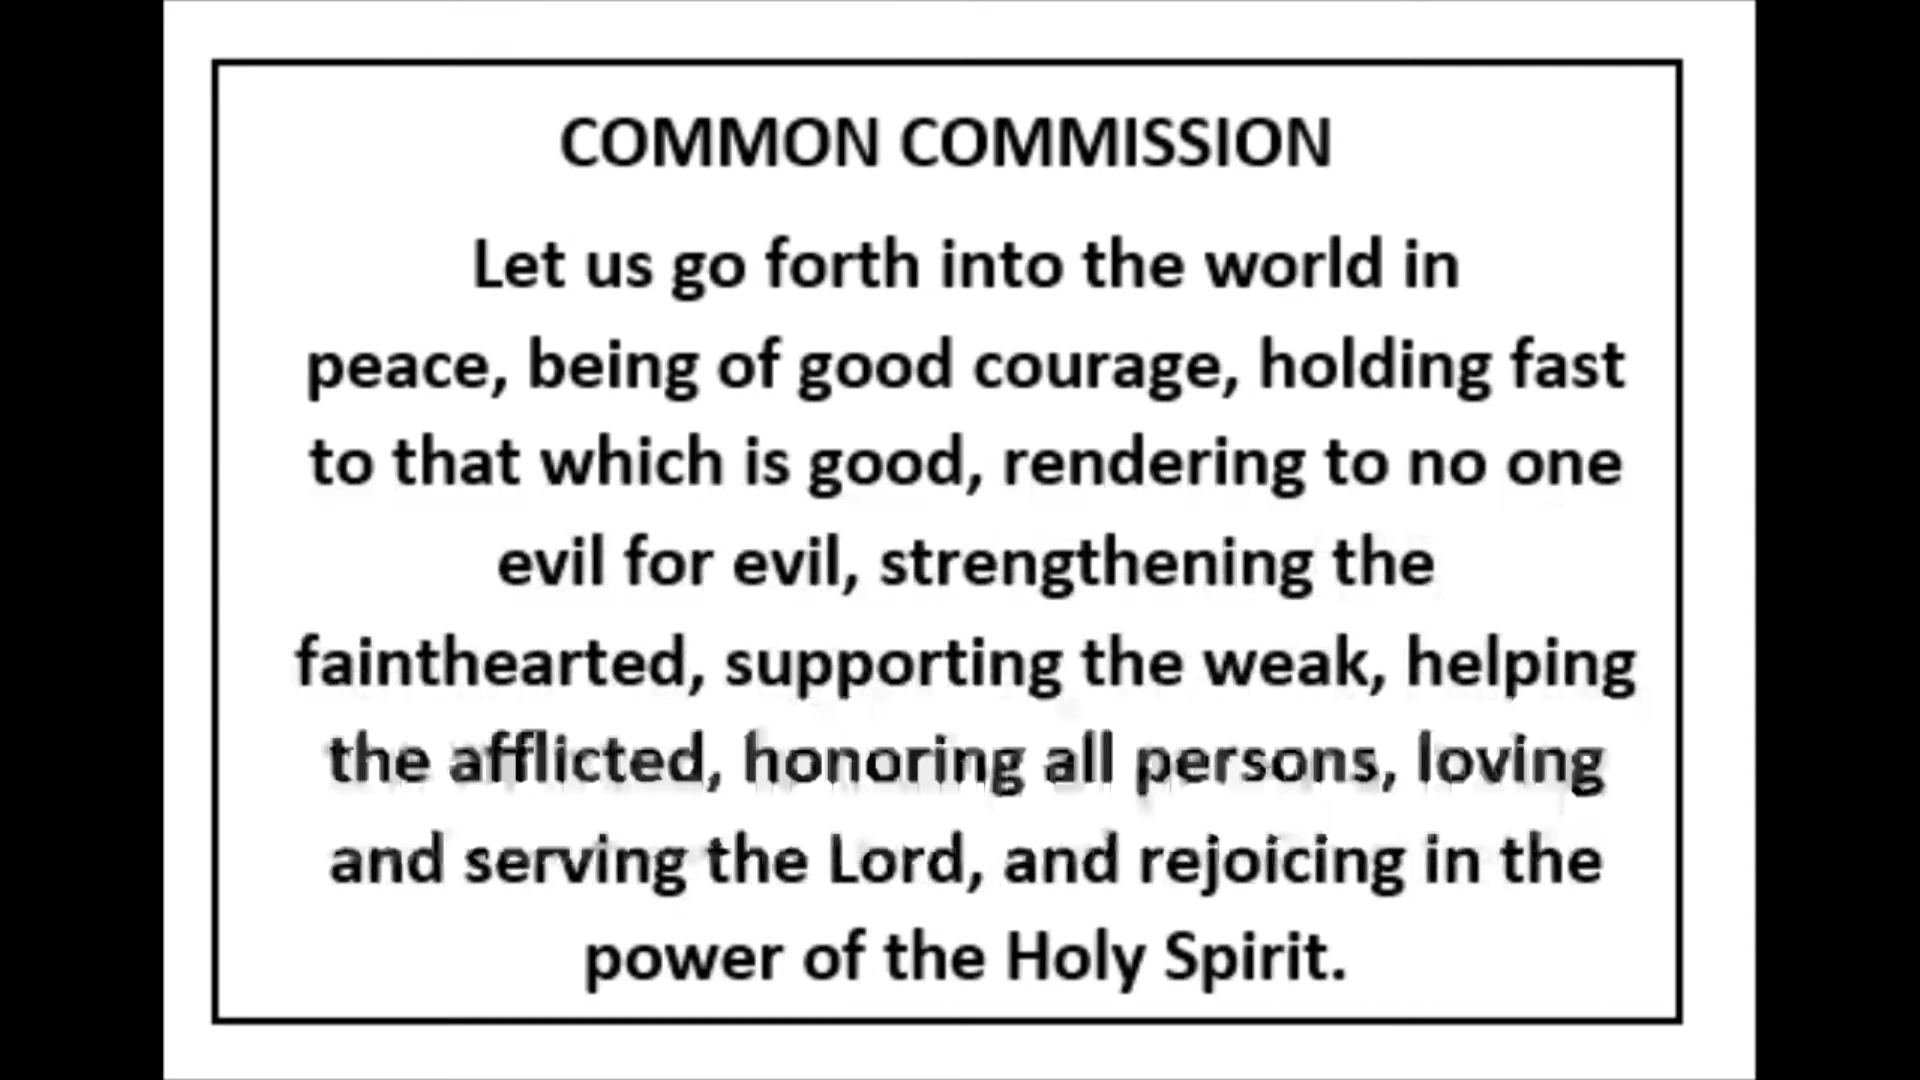 COMMON COMMISSION
Let us go forth into the world in
peace, being of good courage, holding fast
to that which is good, rendering to no one
evil for evil, strengthening the
fainthearted, supporting the weak, helping
the afflicted, honoring all persons, loving
and serving the Lord, and rejoicing in the
power of the Holy Spirit.